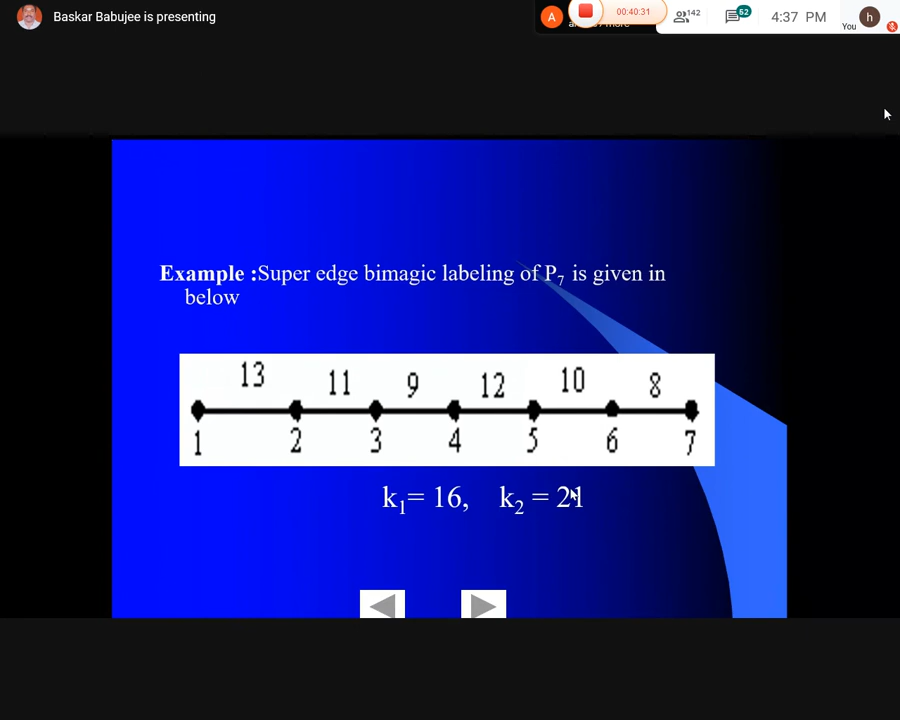 Baskar Babujee is presenting
A
00:40:31
142
52
4:37 PM
You
h
Example :Super edge bimagic labeling of P₇ is given in
below
13 11 9 12 10 8
1 2 3 4 5 6 7
k₁= 16, k₂ = 21